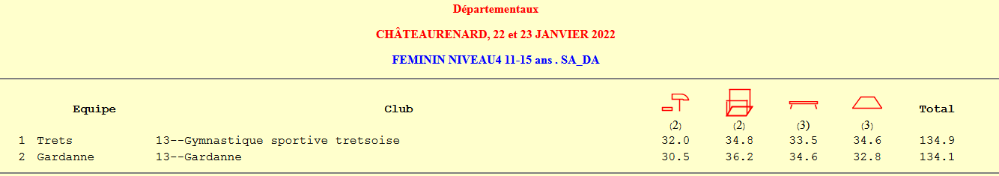 Départementaux
CHÂTEAURENARD, 22 et 23 JANVIER 2022
FEMININ NIVEAU4 11-15 ans . SA_DA
Equipe Club Total
(2) (2) (3) (3)
1 Trets 13--Gymnastique sportive tretsoise 32.0 34.8 33.5 34.6 134.9
2 Gardanne 13--Gardanne 30.5 36.2 34.6 32.8 134.1